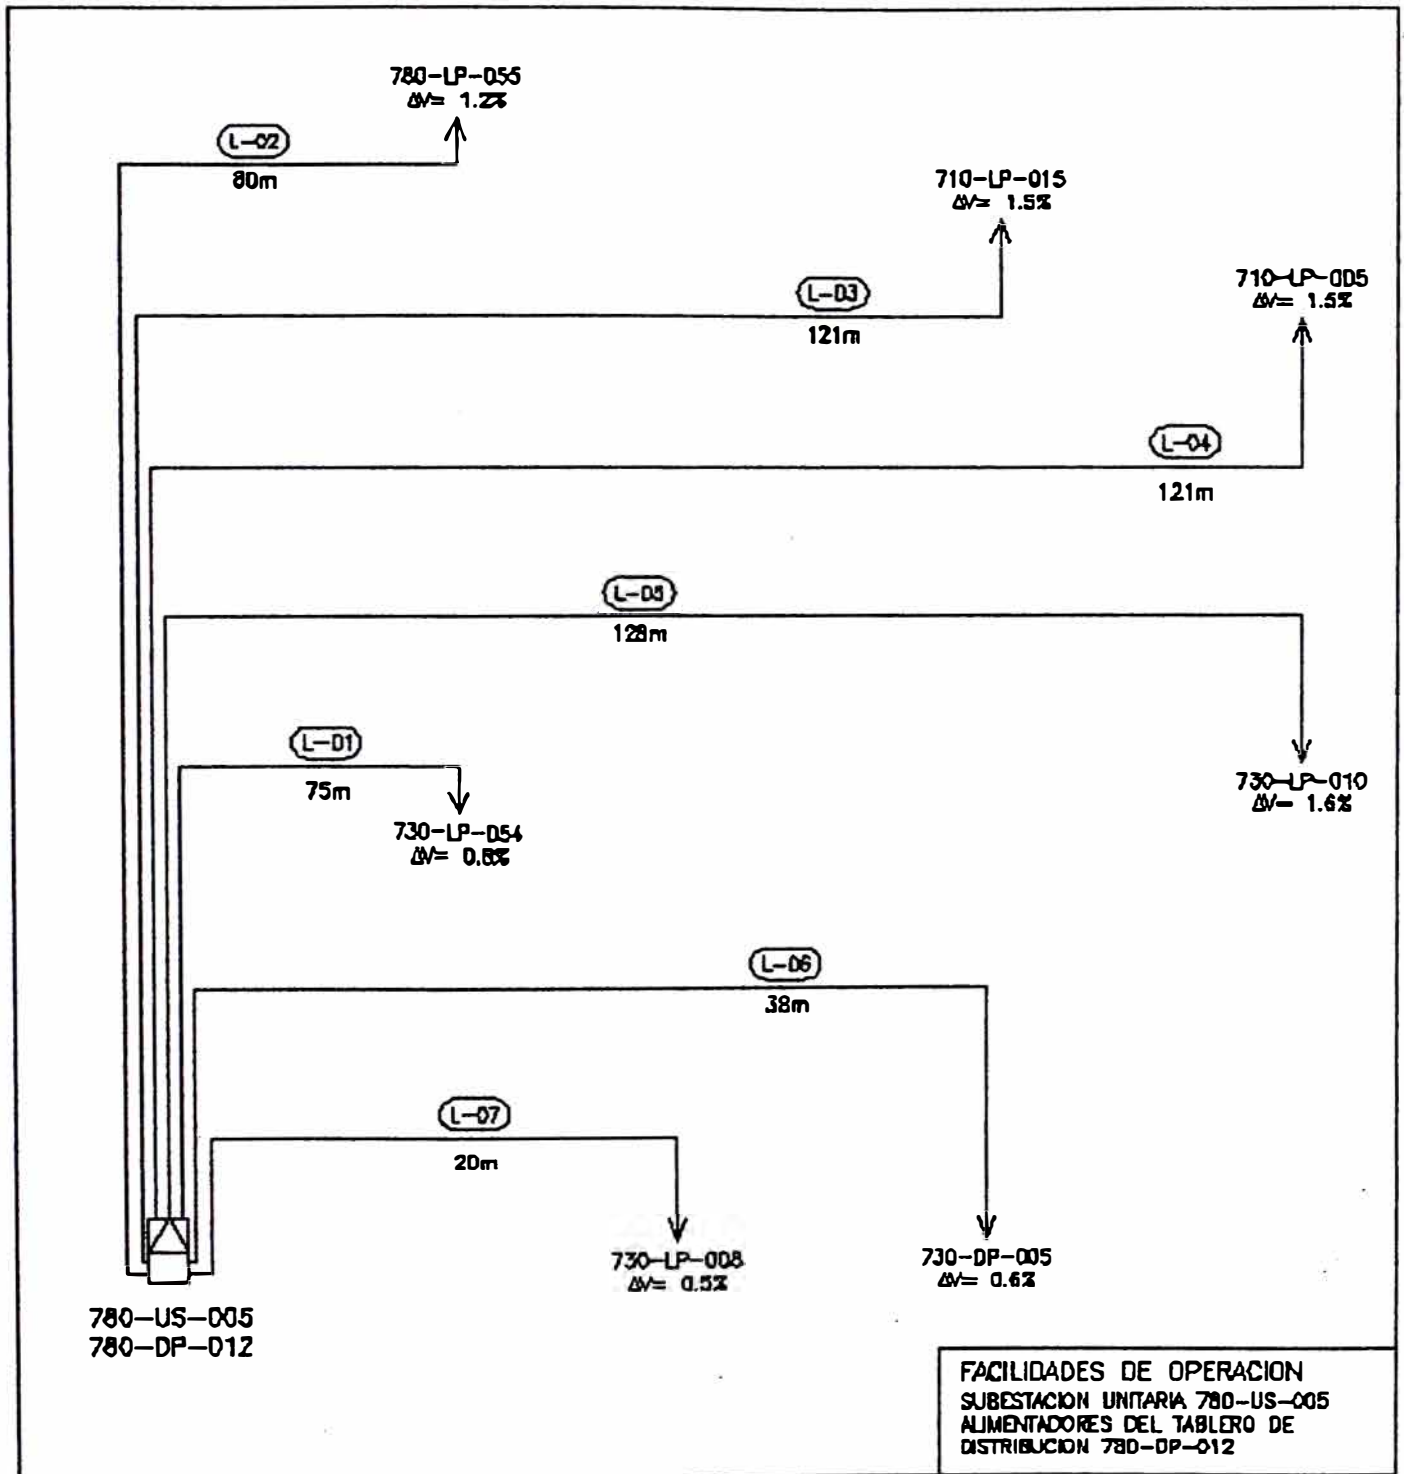 780-LP-055
ΔV= 1.2%
L-02
80m
710-LP-015
ΔV= 1.5%
L-03
121m
710-LP-005
ΔV= 1.5%
L-04
121m
L-05
128m
L-01
75m
730-LP-010
ΔV= 1.6%
730-LP-054
ΔV=
L-06
38m
L-07
20m
730-LP-008
ΔV= 0.5%
730-DP-005
ΔV= 0.6%
780-US-005
780-DP-012
FACILIDADES DE OPERACION
SUBESTACION UNITARIA 780-US-005
ALIMENTADORES DEL TABLERO DE
DISTRIBUCION 780-DP-012